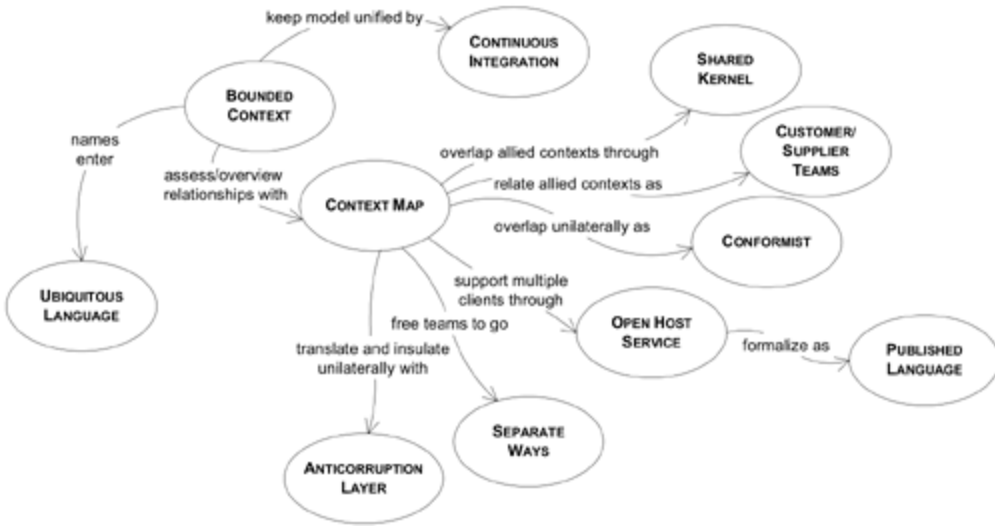 keep model unified by
CONTINUOUS
INTEGRATION
SHARED
KERNEL
BOUNDED
CONTEXT
names
enter
CUSTOMER/
SUPPLIER
TEAMS
overlap allied contexts through
assess/overview
relationships with
relate allied contexts as
CONTEXT MAP
overlap unilaterally as
CONFORMIST
UBIQUITOUS
LANGUAGE
support multiple
clients through
free teams to go
OPEN HOST
SERVICE
formalize as
PUBLISHED
LANGUAGE
translate and insulate
unilaterally with
SEPARATE
WAYS
ANTICORRUPTION
LAYER